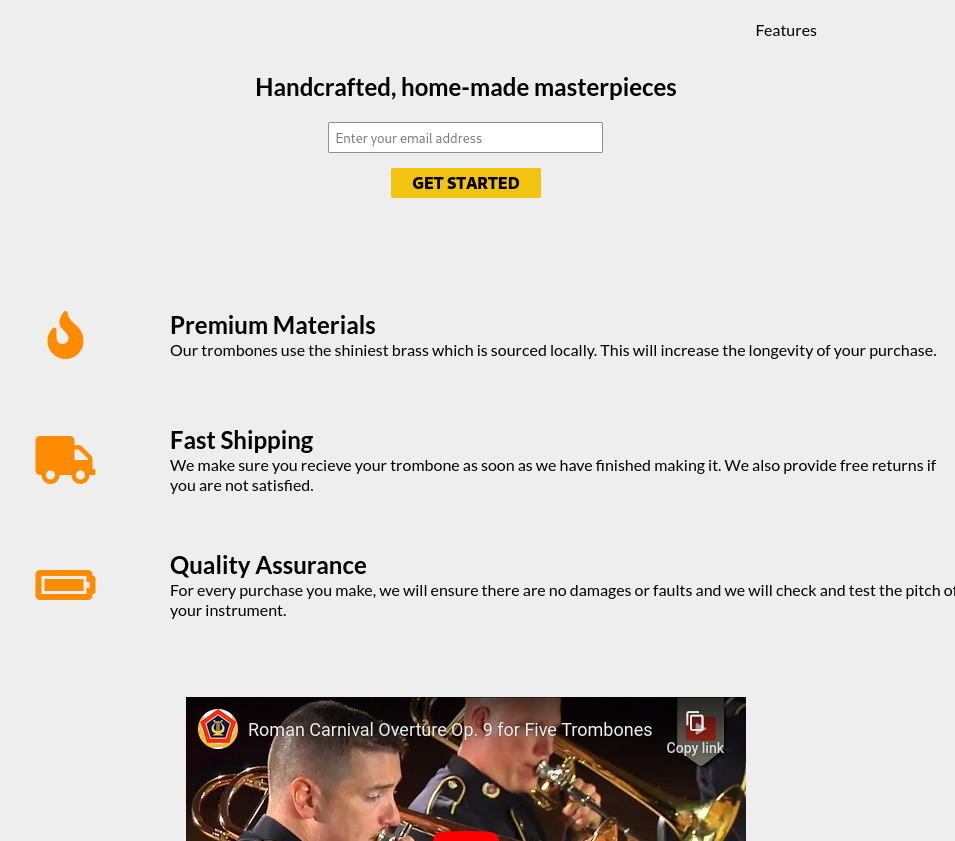 Features
Handcrafted, home-made masterpieces
Enter your email address
GET STARTED
Premium Materials
Our trombones use the shiniest brass which is sourced locally. This will increase the longevity of your purchase.
Fast Shipping
We make sure you recieve your trombone as soon as we have finished making it. We also provide free returns if
you are not satisfied.
Quality Assurance
For every purchase you make, we will ensure there are no damages or faults and we will check and test the pitch of
your instrument.
Roman Carnival Overture Op. 9 for Five Trombones
Copy link